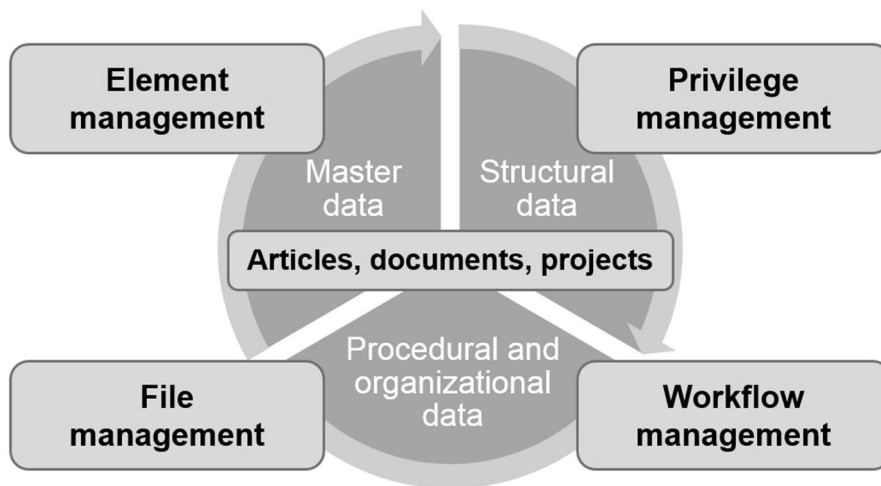 Element
management
Privilege
management
Master
data
Structural
data
Articles, documents, projects
Procedural and
organizational
data
File
management
Workflow
management